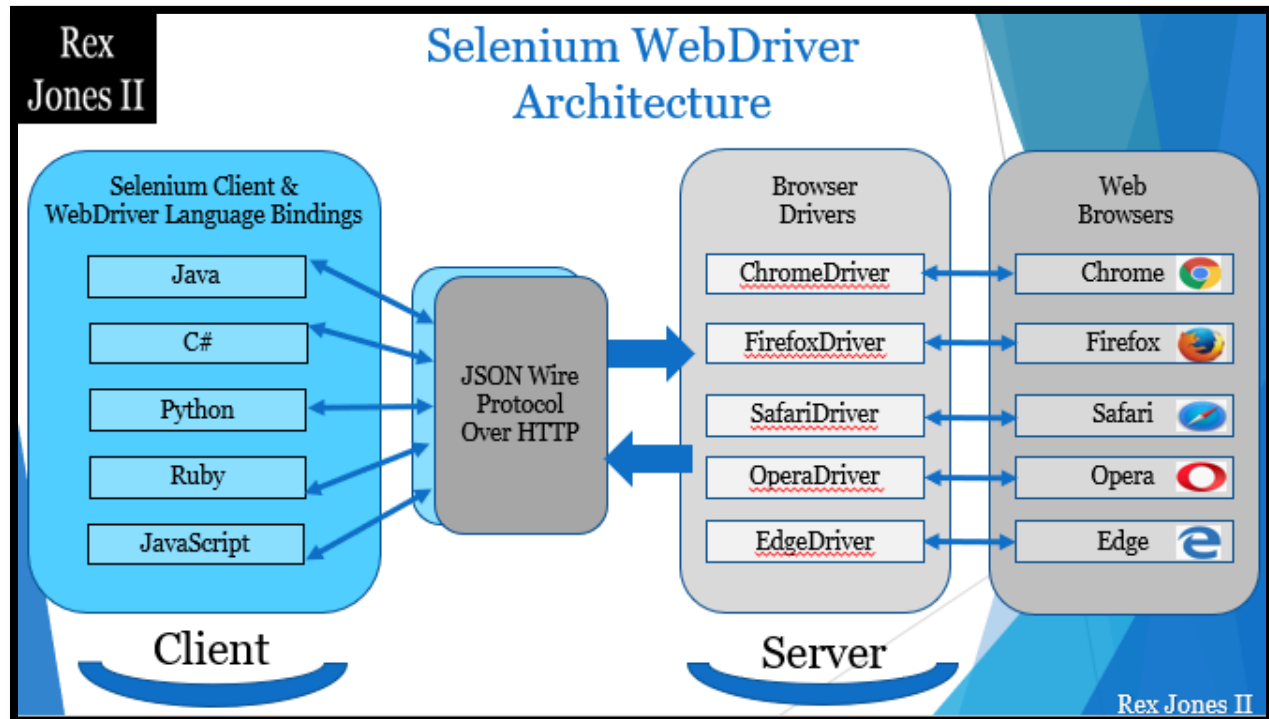 Rex
Jones II
Selenium WebDriver
Architecture
Selenium Client &
WebDriver Language Bindings
Java
C#
Python
Ruby
JavaScript
Client
JSON Wire
Protocol
Over HTTP
Browser
Drivers
ChromeDriver
FirefoxDriver
SafariDriver
OperaDriver
EdgeDriver
Server
Web
Browsers
Chrome
Firefox
Safari
Opera
Edge
Rex Jones II